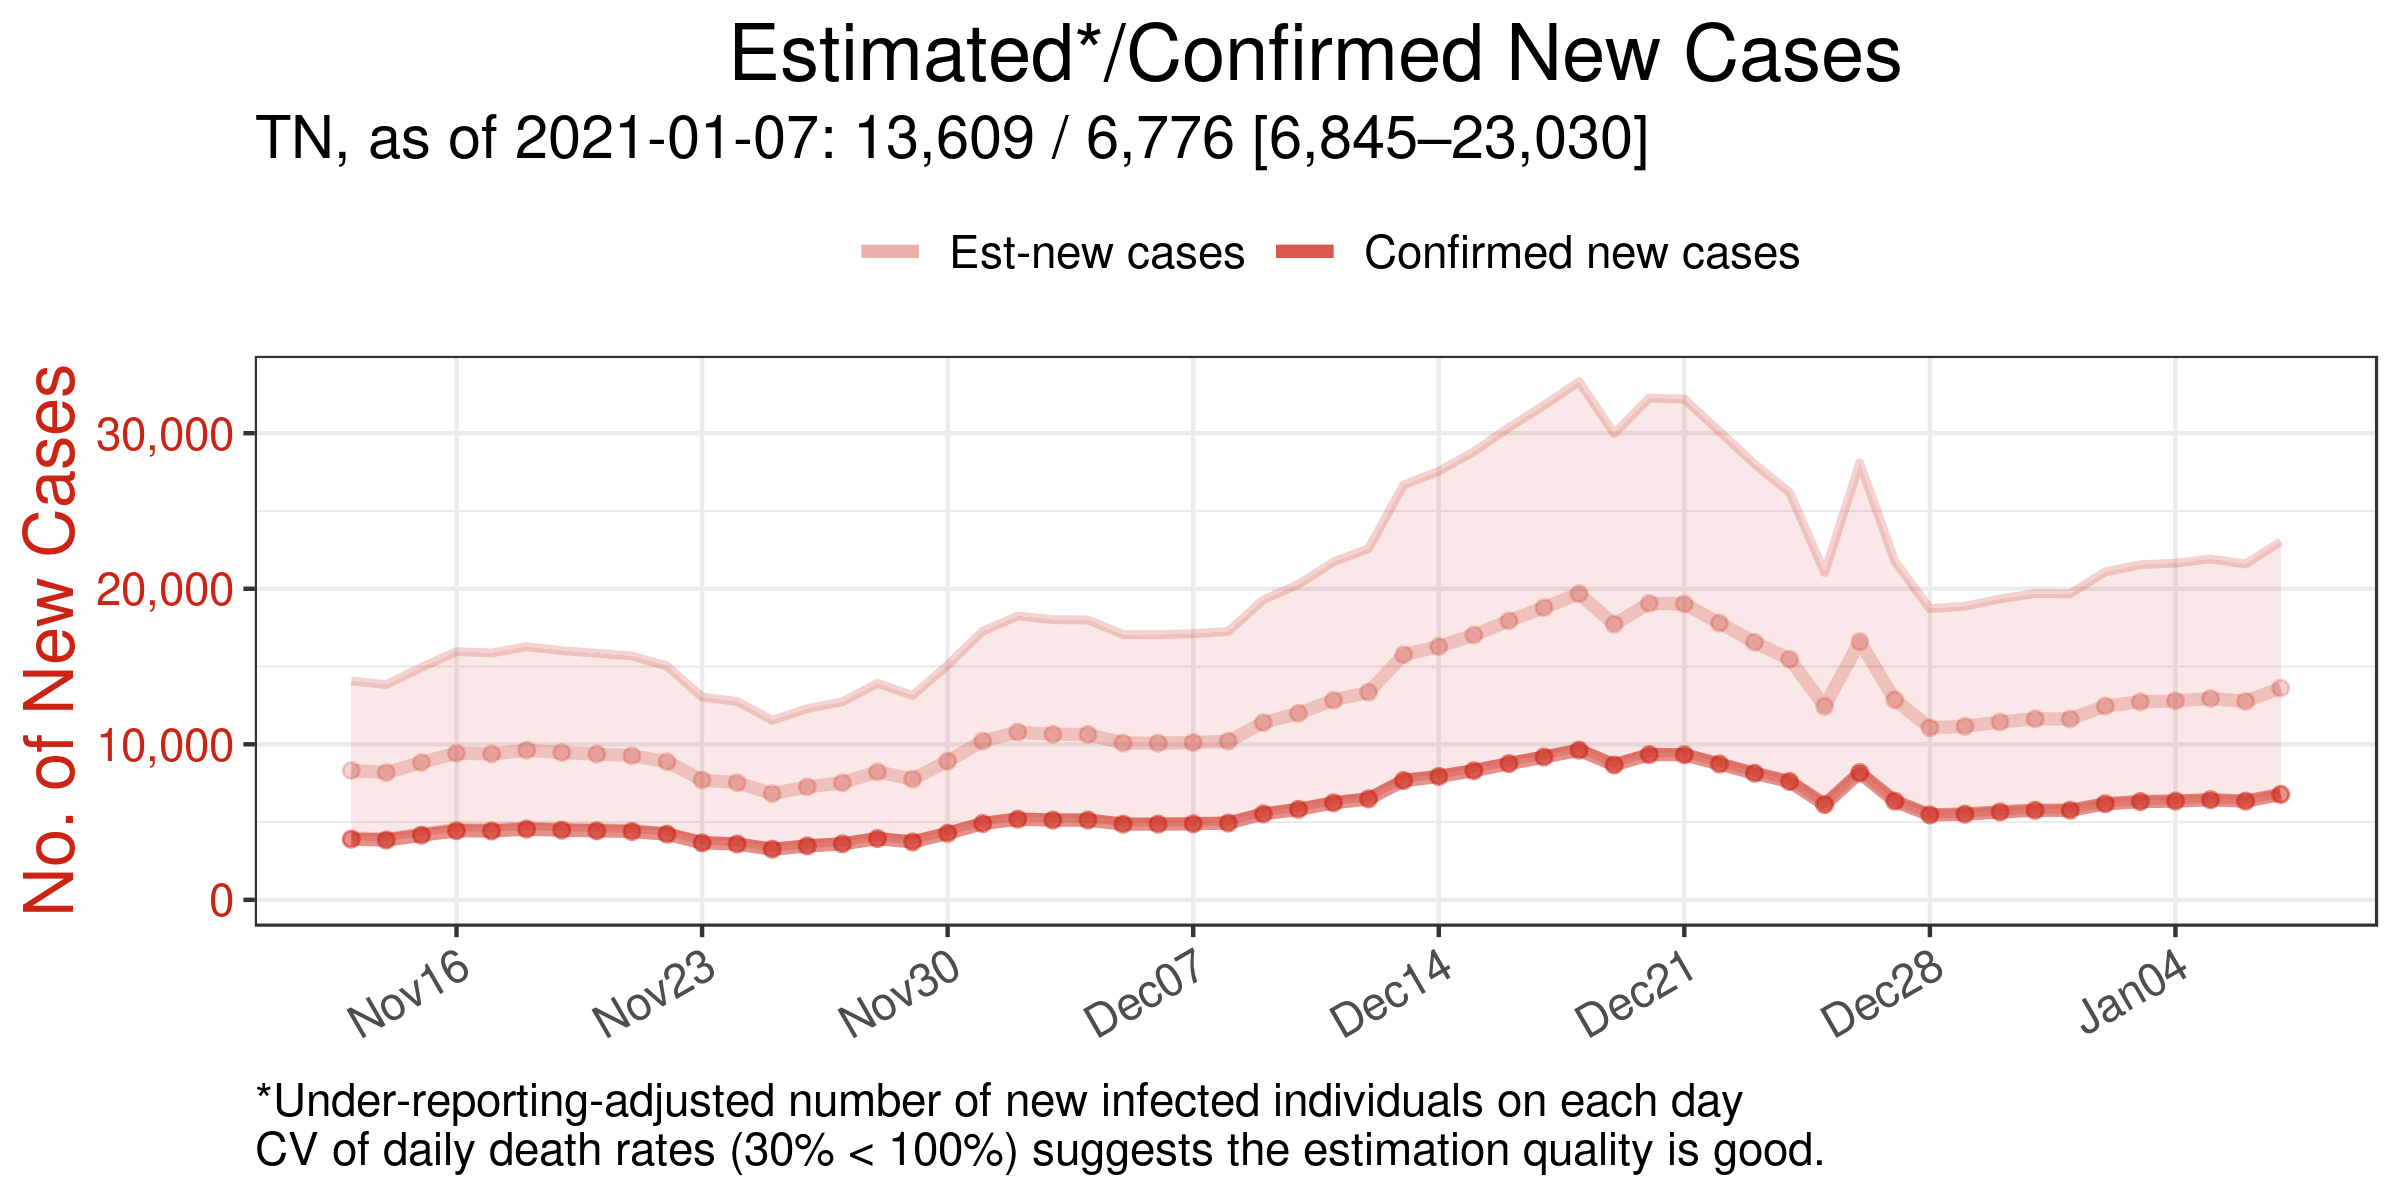 Estimated*/Confirmed New Cases
TN, as of 2021-01-07: 13,609 / 6,776 [6,845–23,030]
Est-new cases
Confirmed new cases
No. of New Cases
30,000
20,000
10,000
0
Nov16
Nov23
Nov30
Dec07
Dec14
Dec21
Dec28
Jan04
*Under-reporting-adjusted number of new infected individuals on each day
CV of daily death rates (30% < 100%) suggests the estimation quality is good.